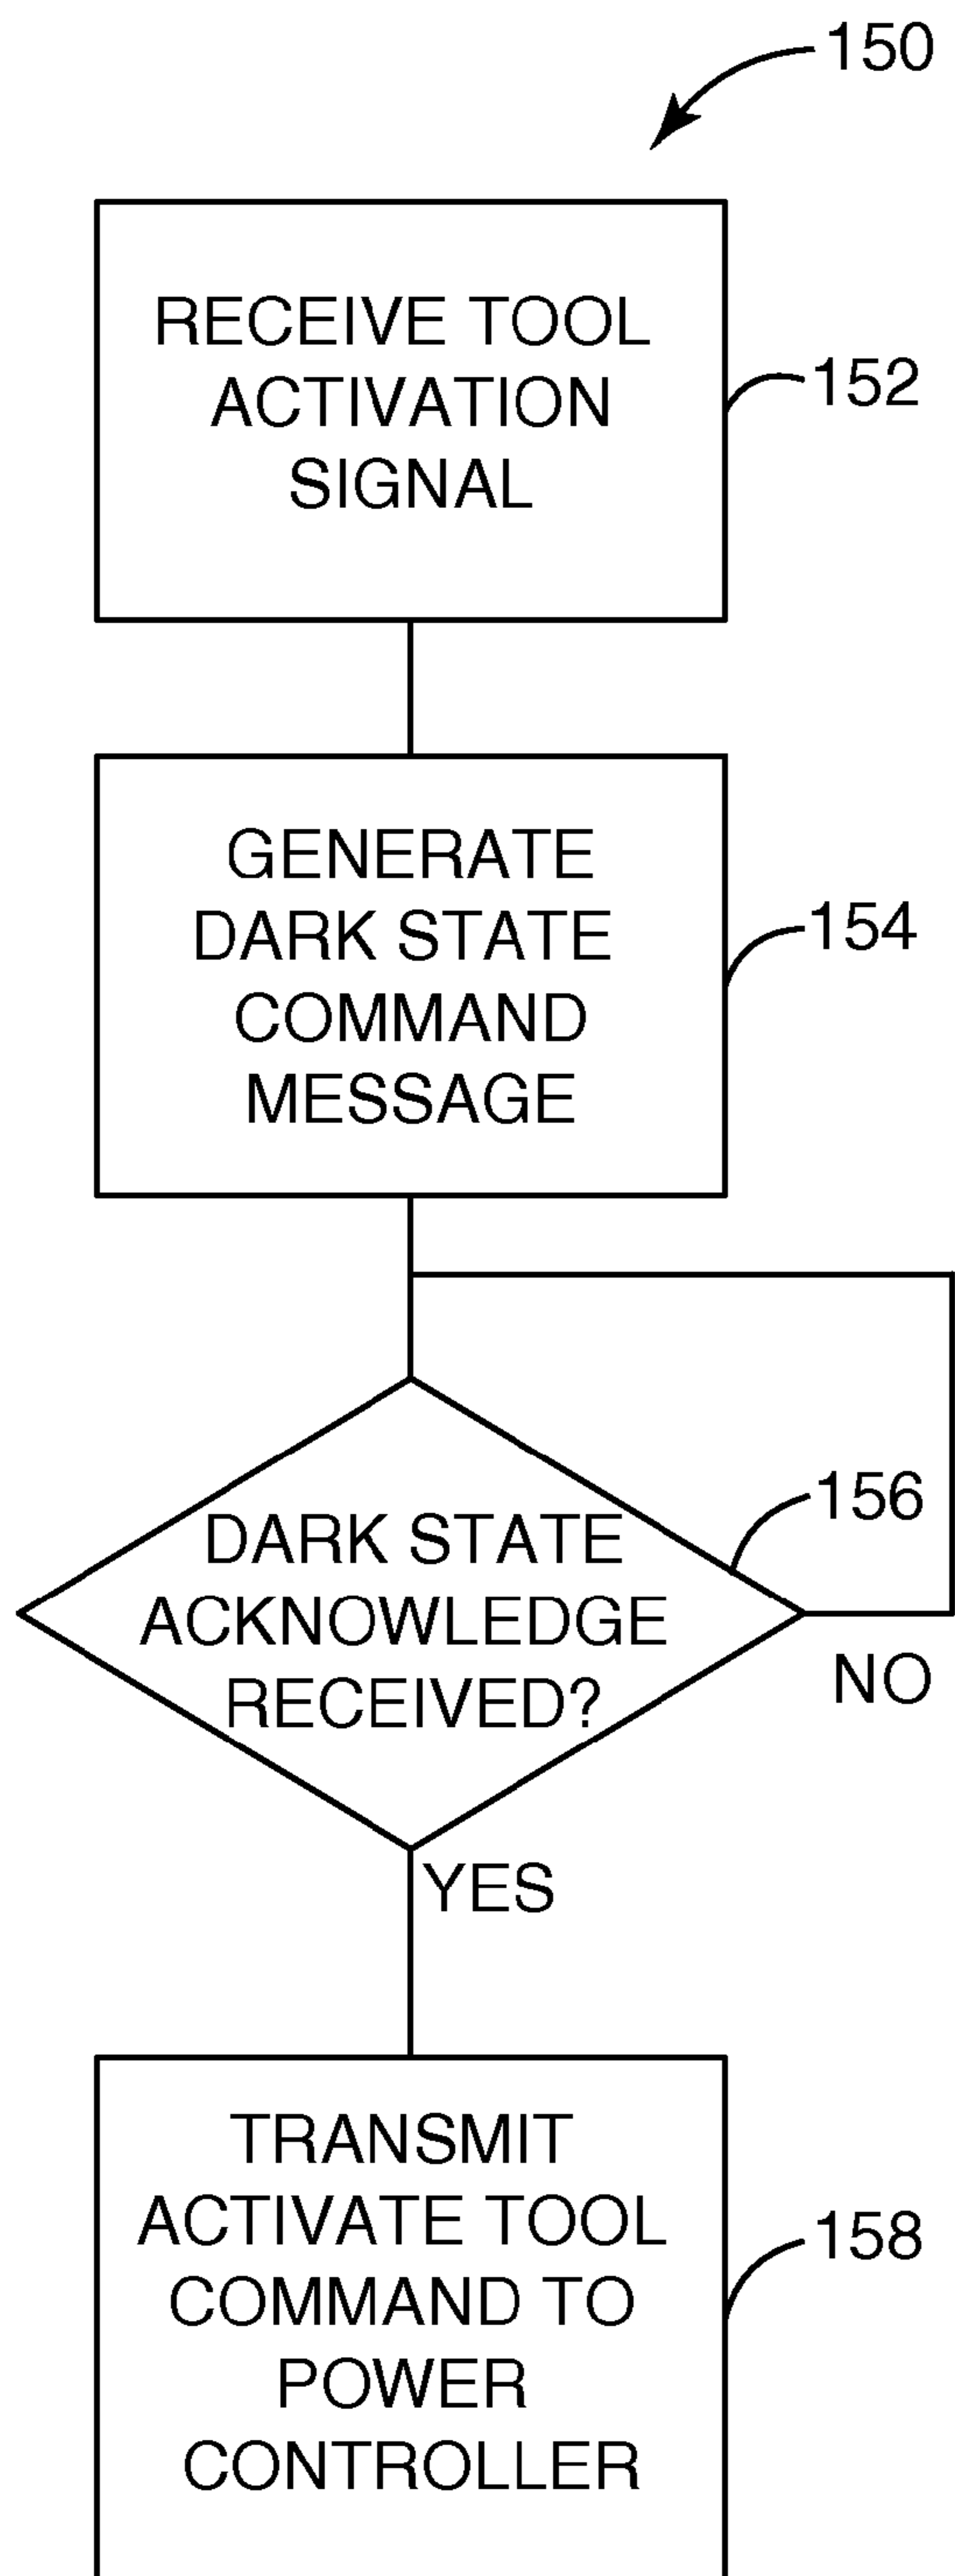 150
RECEIVE TOOL
ACTIVATION
SIGNAL
152
GENERATE
DARK STATE
COMMAND
MESSAGE
154
DARK STATE
ACKNOWLEDGE
RECEIVED?
156
NO
YES
TRANSMIT
ACTIVATE TOOL
COMMAND TO
POWER
CONTROLLER
158